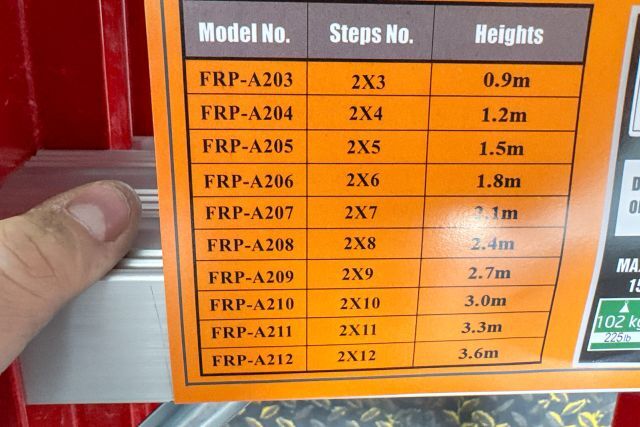 Model No. Steps No. Heights
FRP-A203 2X3 0.9m
FRP-A204 2X4 1.2m
FRP-A205 2X5 1.5m
FRP-A206 2X6 1.8m
FRP-A207 2X7
FRP-A208 2X8 2.4m
FRP-A209 2X9 2.7m
FRP-A210 2X10 3.0m
FRP-A211 2X11 3.3m
FRP-A212 2X12 3.6m
102 kg
225lb